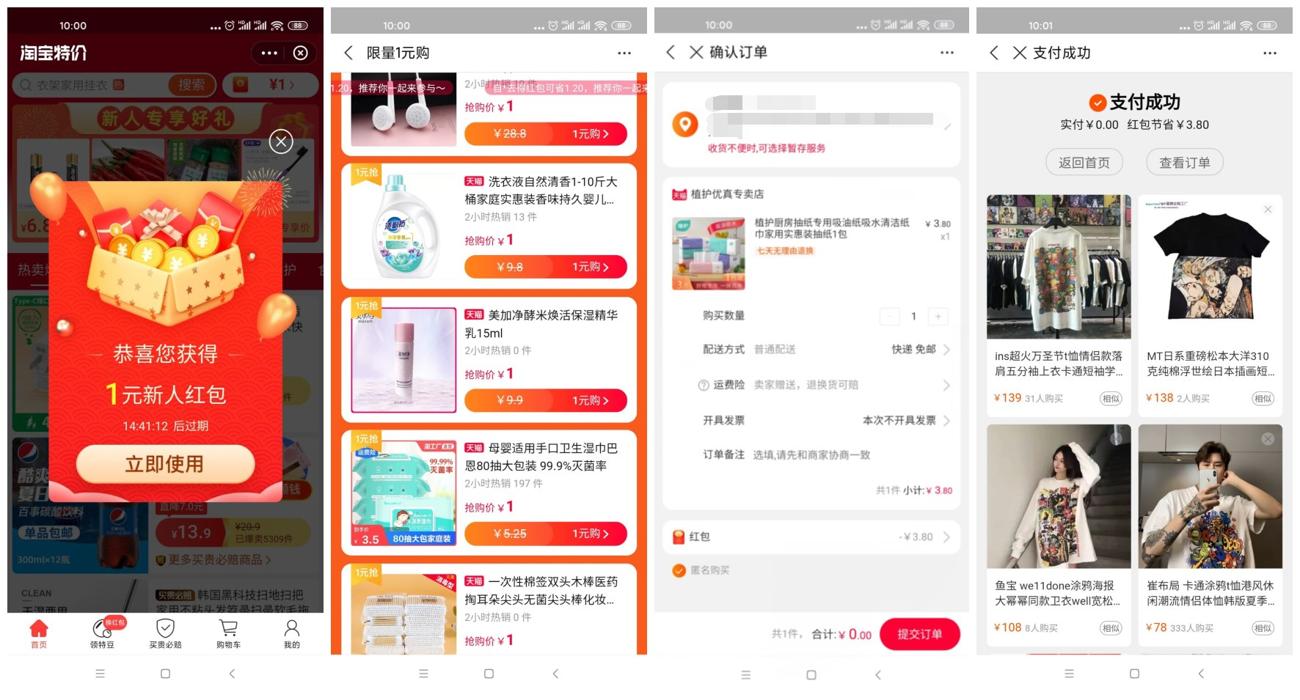 10:00
88
淘宝特价
衣架家用挂衣
搜索
¥1>
新人专享好礼
恭喜您获得
1元新人红包
14:41:12 后过期
立即使用
¥13.9
¥20.9
已爆卖5309件
300ml×12瓶
单品包邮
更多买贵必赔商品>
CLEAN
买贵必赔 韩国黑科技扫地扫把
首页
领特豆
换红包
买贵必赔
购物车
我的
10:00
88
限量1元购
1.20，推荐你一起来参与～
2小时热销
抢购价¥1
¥28.8
1元购>
1元抢
天猫 洗衣液自然清香1-10斤大
桶家庭实惠装香味持久婴儿...
2小时热销 13 件
抢购价¥1
¥9.8
1元购>
1元抢
天猫 美加净酵米焕活保湿精华
乳15ml
2小时热销 0 件
抢购价¥1
¥9.9
1元购>
1元抢
天猫 母婴适用手口卫生湿巾巴
恩80抽大包装 99.9%灭菌率
2小时热销 197 件
抢购价¥1
¥5.25
1元购>
99.99%
灭菌率
¥3.5
80抽大包家庭装
1元抢
天猫 一次性棉签双头木棒医药
掏耳朵尖头无菌尖头棒化妆...
2小时热销 0 件
抢购价¥1
10:00
88
确认订单
收货不便时,可选择暂存服务
天猫 植护优真专卖店
植护厨房抽纸专用吸油纸吸水清洁纸
巾家用实惠装抽纸1包
¥3.80
x1
七天无理由退换
购买数量
- 1 +
配送方式 普通配送 快递 免邮 >
运费险 卖家赠送，退换货可赔 >
开具发票 本次不开具发票 >
订单备注 选填,请先和商家协商一致
共1件 小计:¥3.80
红包 -¥3.80 >
匿名购买
共1件， 合计:¥0.00
提交订单
10:01
88
支付成功
支付成功
实付¥0.00 红包节省¥3.80
返回首页
查看订单
ins超火万圣节t恤情侣款落
肩五分袖上衣卡通短袖学...
¥139 31人购买
相似
MT日系重磅松本大洋310
克纯棉浮世绘日本插画短...
¥138 2人购买
相似
鱼宝 we11done涂鸦海报
大幂幂同款卫衣well宽松...
¥108 8人购买
相似
崔布局 卡通涂鸦t恤港风休
闲潮流情侣体恤韩版夏季...
¥78 333人购买
相似